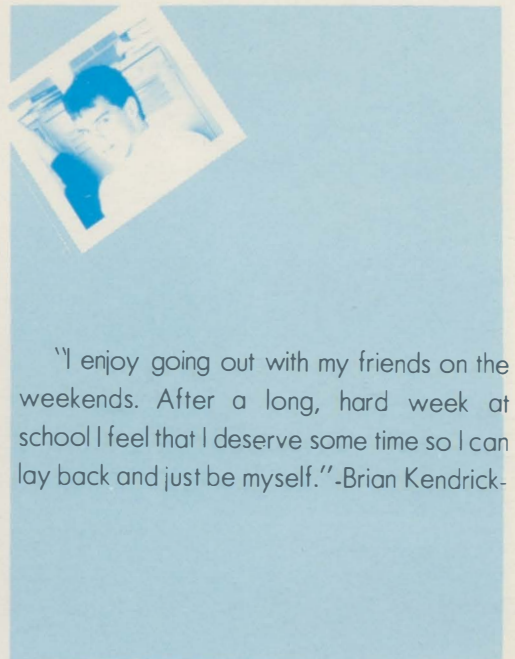 "I enjoy going out with my friends on the
weekends. After a long, hard week at
school I feel that I deserve some time so I can
lay back and just be myself."-Brian Kendrick-